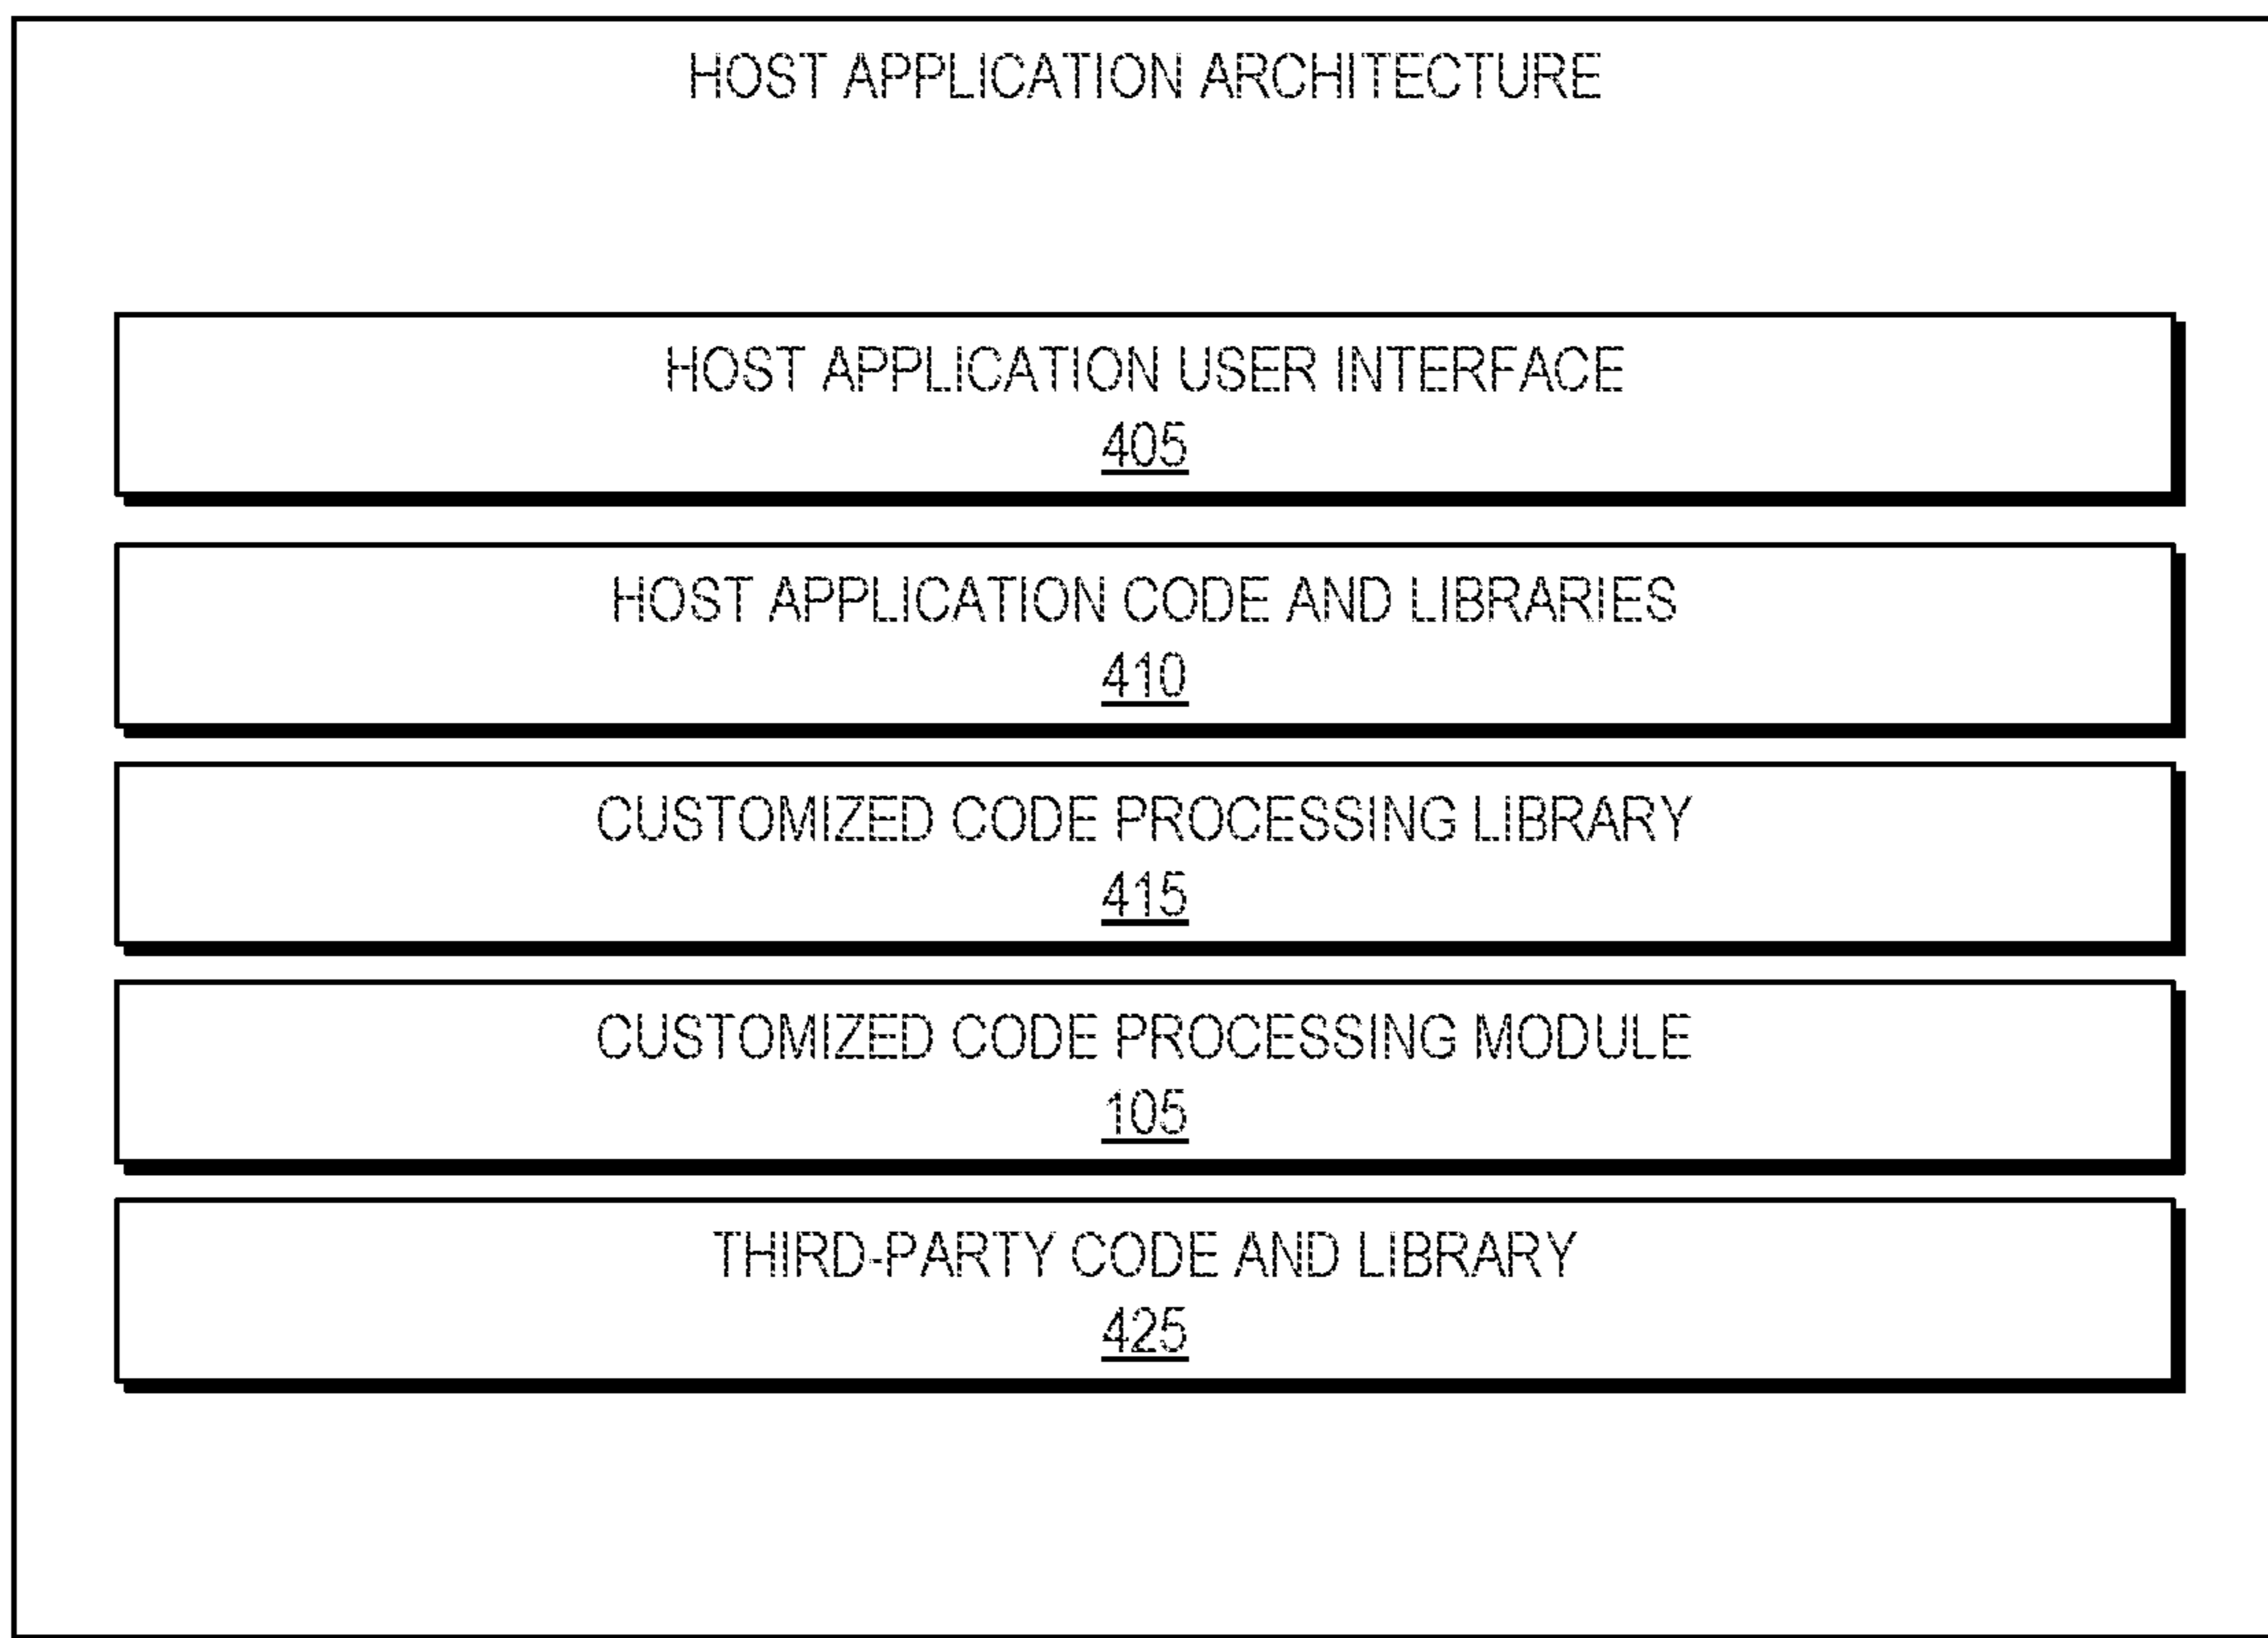 HOST APPLICATION ARCHITECTURE
HOST APPLICATION USER INTERFACE
405
HOST APPLICATION CODE AND LIBRARIES
410
CUSTOMIZED CODE PROCESSING LIBRARY
415
CUSTOMIZED CODE PROCESSING MODULE
105
THIRD-PARTY CODE AND LIBRARY
425